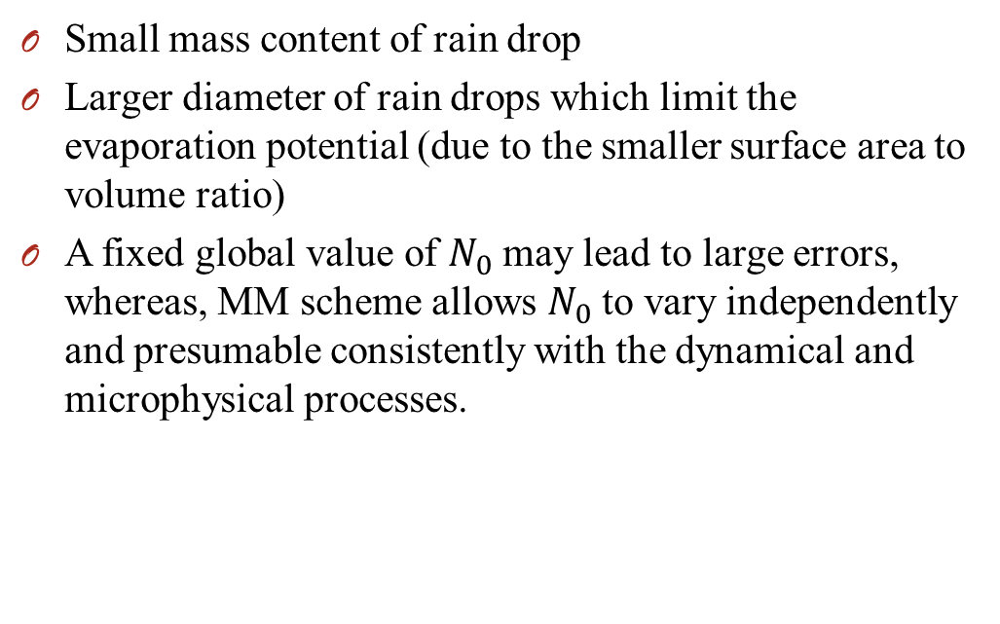 Small mass content of rain drop
Larger diameter of rain drops which limit the
evaporation potential (due to the smaller surface area to
volume ratio)
A fixed global value of N₀ may lead to large errors,
whereas, MM scheme allows N₀ to vary independently
and presumable consistently with the dynamical and
microphysical processes.